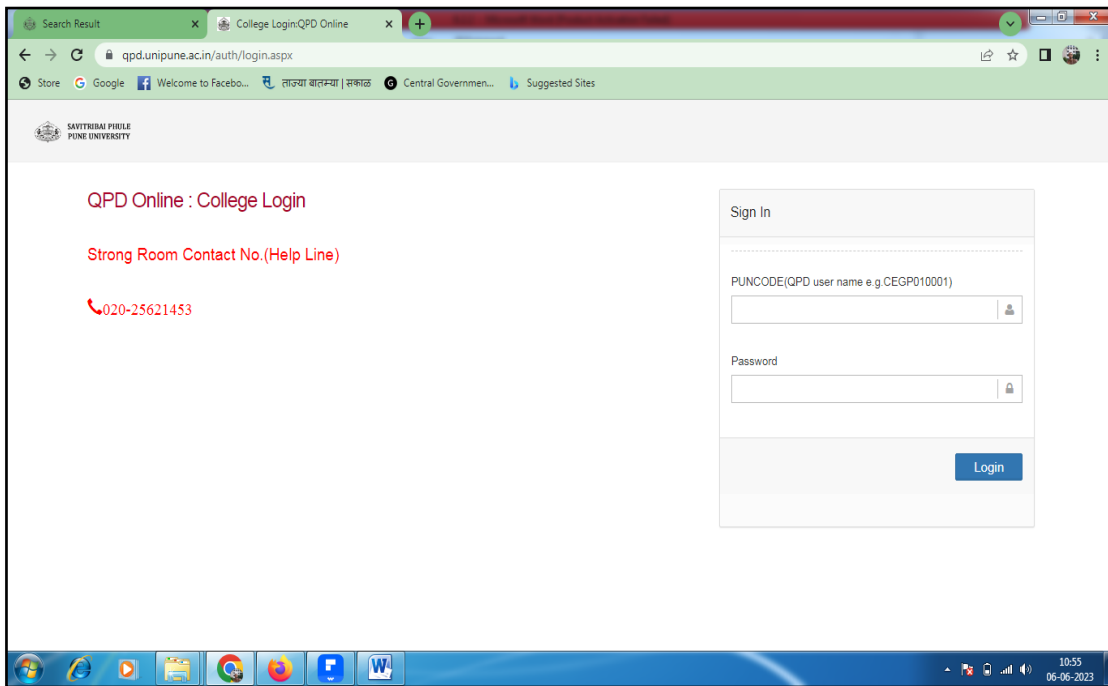 Search Result
College Login:QPD Online
qpd.unipune.ac.in/auth/login.aspx
Store Google Welcome to Facebo... ताज्या बातम्या | सकाळ Central Governmen... Suggested Sites
SAVITRIBAI PHULE
PUNE UNIVERSITY
QPD Online : College Login
Strong Room Contact No.(Help Line)
020-25621453
Sign In
PUNCODE(QPD user name e.g.CEGP010001)
Password
Login
10:55
06-06-2023